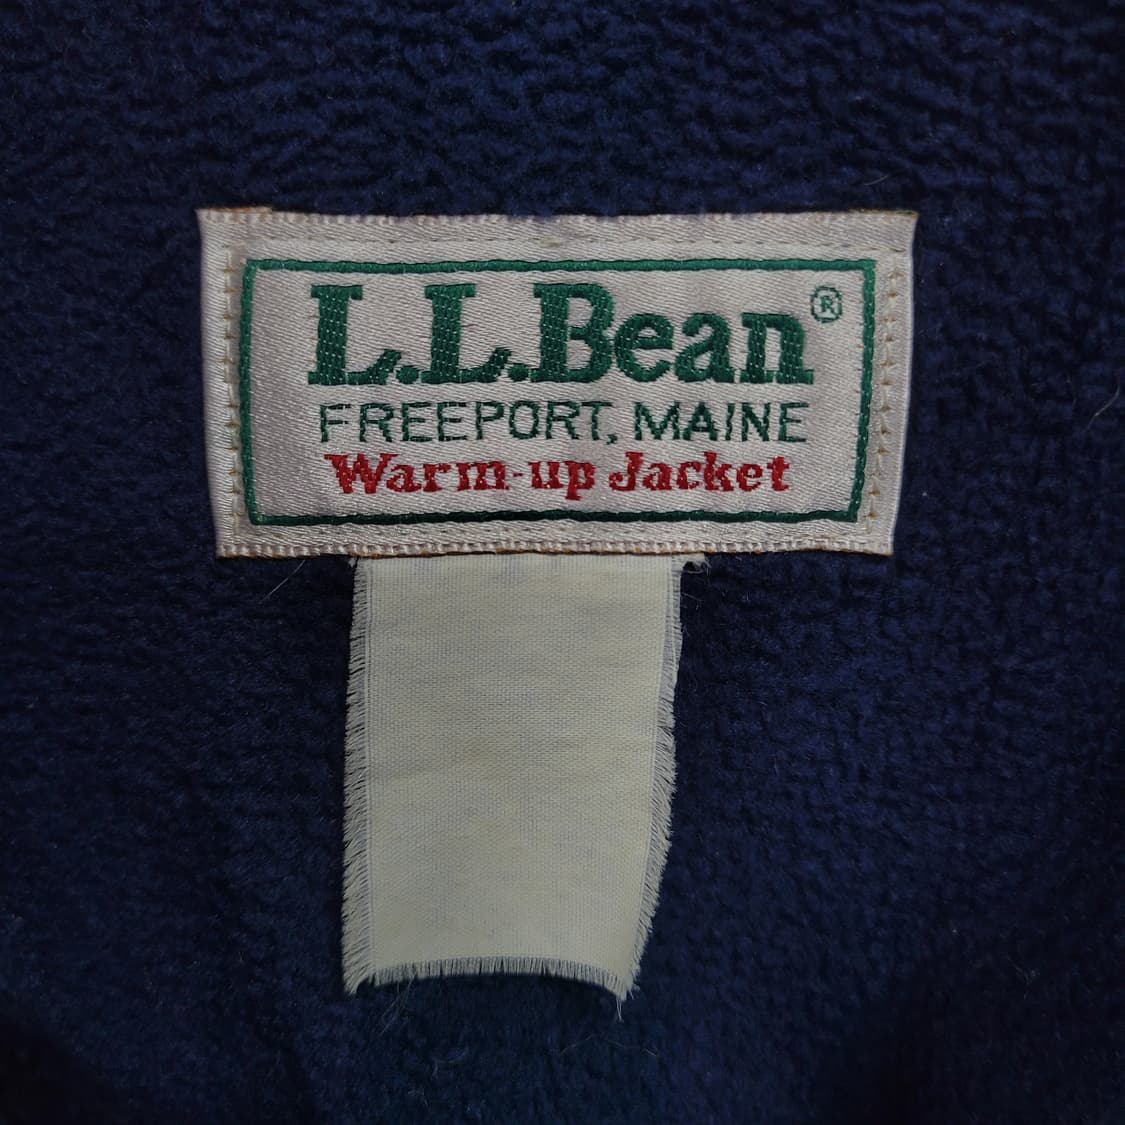 L.L.Bean®
FREEPORT, MAINE
Warm-up Jacket